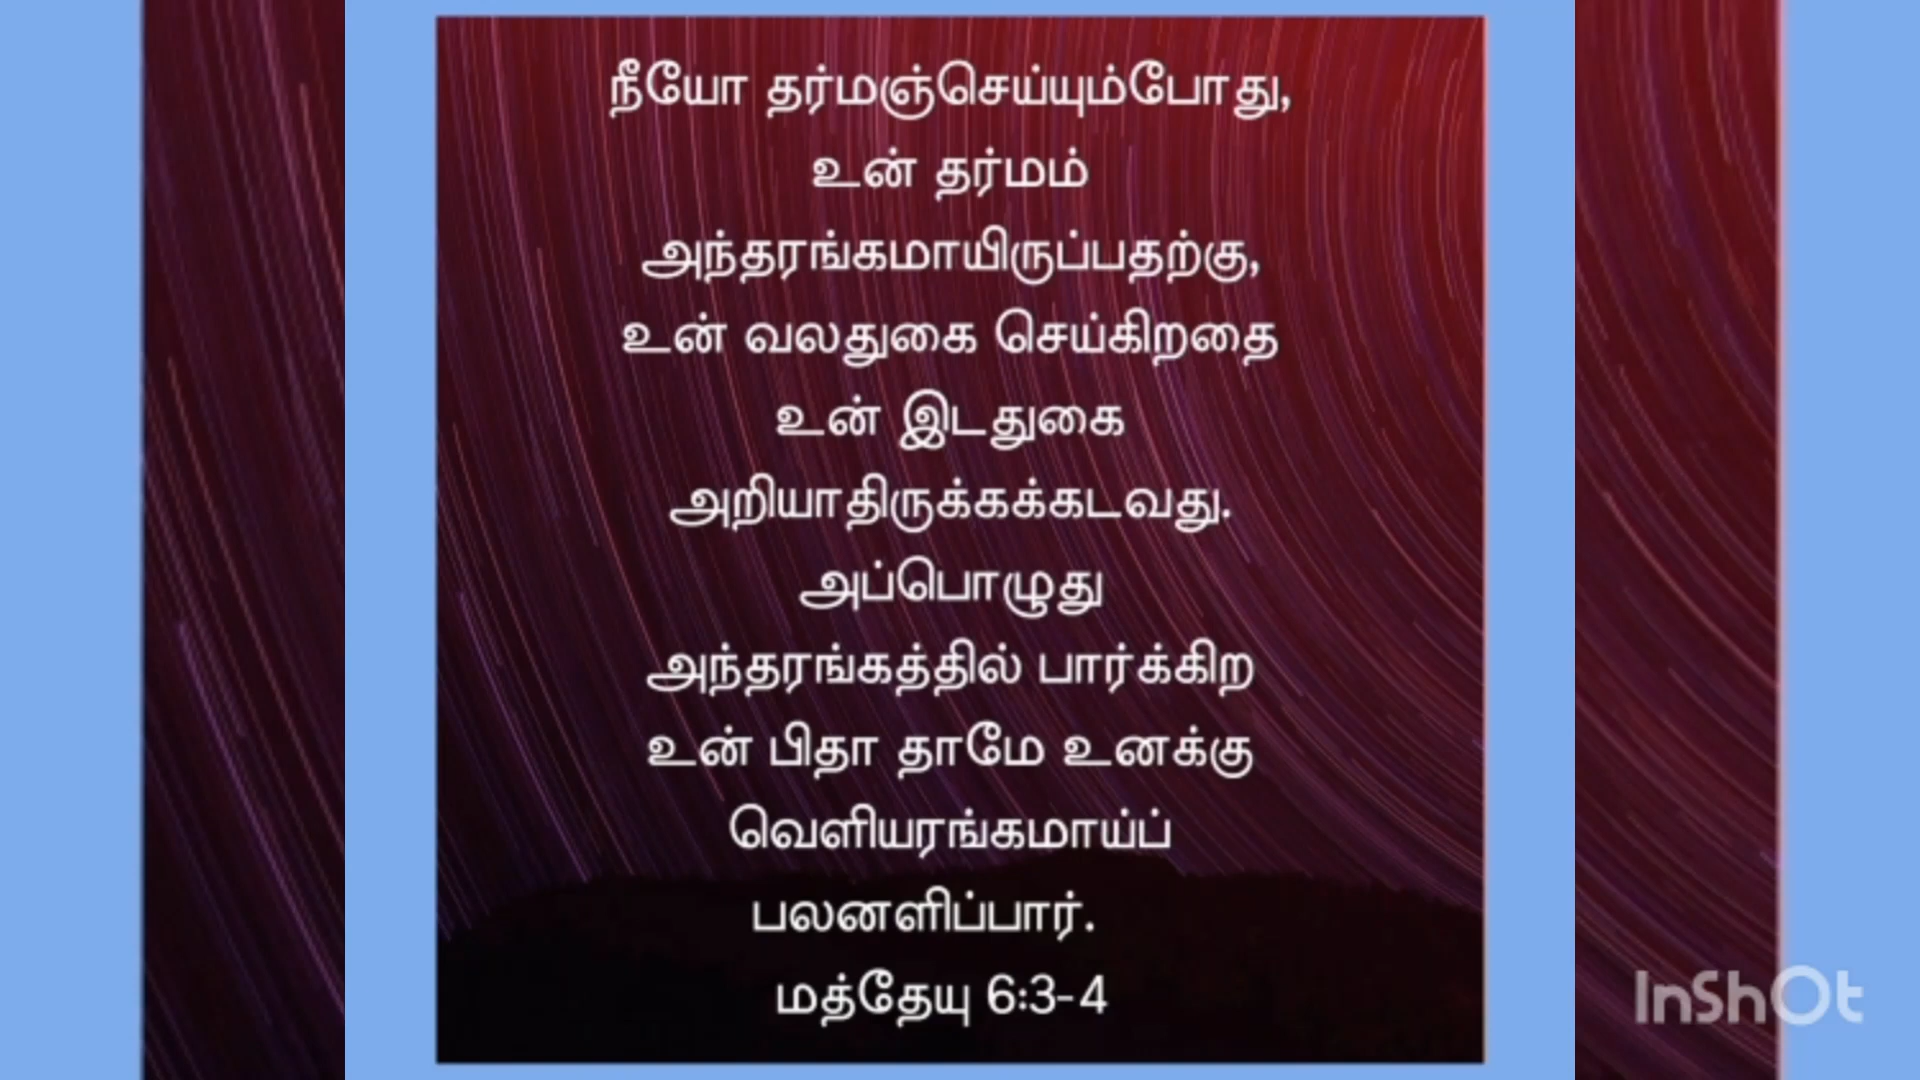 நீயோ தர்மஞ்செய்யும்போது,
உன் தர்மம்
அந்தரங்கமாயிருப்பதற்கு,
உன் வலதுகை செய்கிறதை
உன் இடதுகை
அறியாதிருக்கக்கடவது.
அப்பொழுது
அந்தரங்கத்தில் பார்க்கிற
உன் பிதா தாமே உனக்கு
வெளியரங்கமாய்ப்
பலனளிப்பார்.
மத்தேயு 6:3-4
InShOt